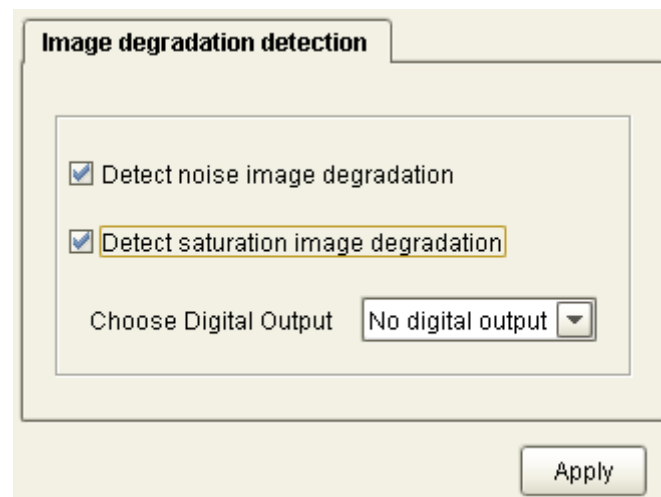 Image degradation detection
Detect noise image degradation
Detect saturation image degradation
Choose Digital Output No digital output
Apply